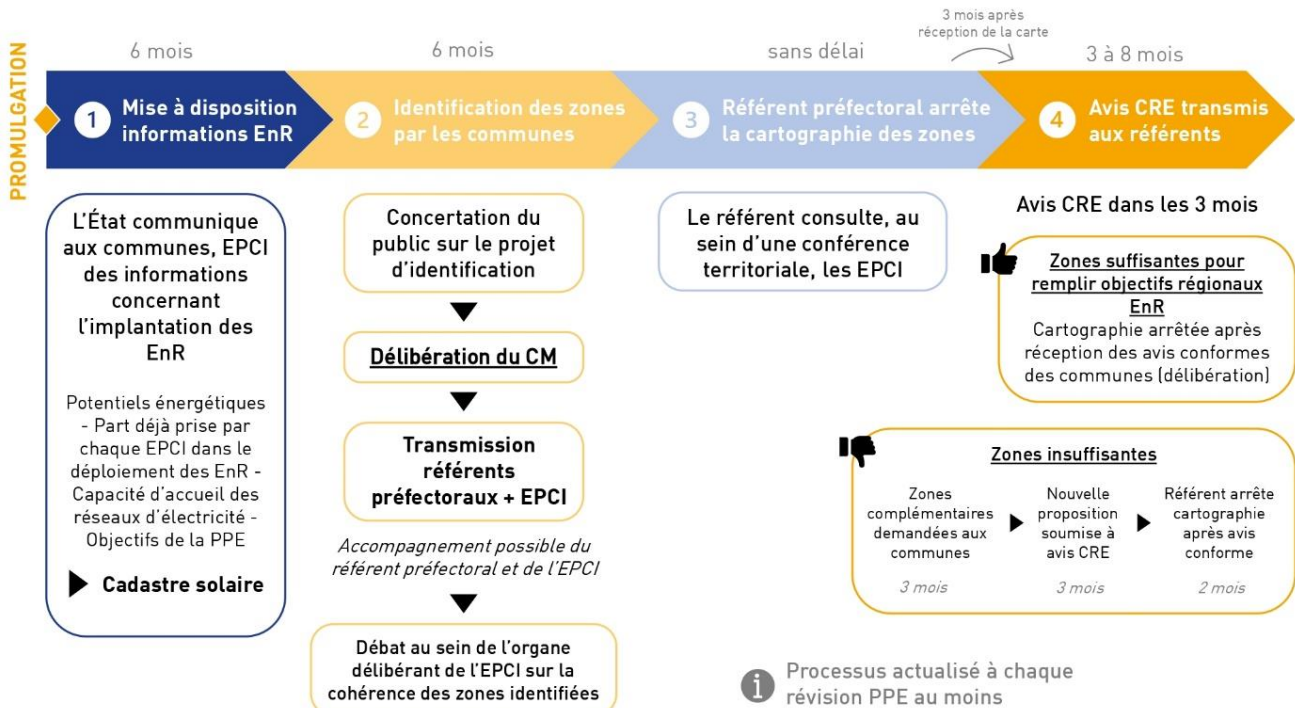 PROMULGATION
6 mois
6 mois
sans délai
3 mois après
réception de la carte
3 à 8 mois
1 Mise à disposition
informations EnR
2 Identification des zones
par les communes
3 Référent préfectoral arrête
la cartographie des zones
4 Avis CRE transmis
aux référents
L'État communique
aux communes, EPCI
des informations
concernant
l'implantation des
EnR
Potentiels énergétiques
- Part déjà prise par
chaque EPCI dans le
déploiement des EnR -
Capacité d'accueil des
réseaux d'électricité -
Objectifs de la PPE
Cadastre solaire
Concertation du
public sur le projet
d'identification
Délibération du CM
Transmission
référents
préfectoraux + EPCI
Accompagnement possible du
référent préfectoral et de l'EPCI
Débat au sein de l'organe
délibérant de l'EPCI sur la
cohérence des zones identifiées
Le référent consulte, au
sein d'une conférence
territoriale, les EPCI
Avis CRE dans les 3 mois
Zones suffisantes pour
remplir objectifs régionaux
EnR
Cartographie arrêtée après
réception des avis conformes
des communes (délibération)
Zones insuffisantes
Zones
complémentaires
demandées aux
communes
3 mois
Nouvelle
proposition
soumise à
avis CRE
3 mois
Référent arrête
cartographie
après avis
conforme
2 mois
i Processus actualisé à chaque
révision PPE au moins